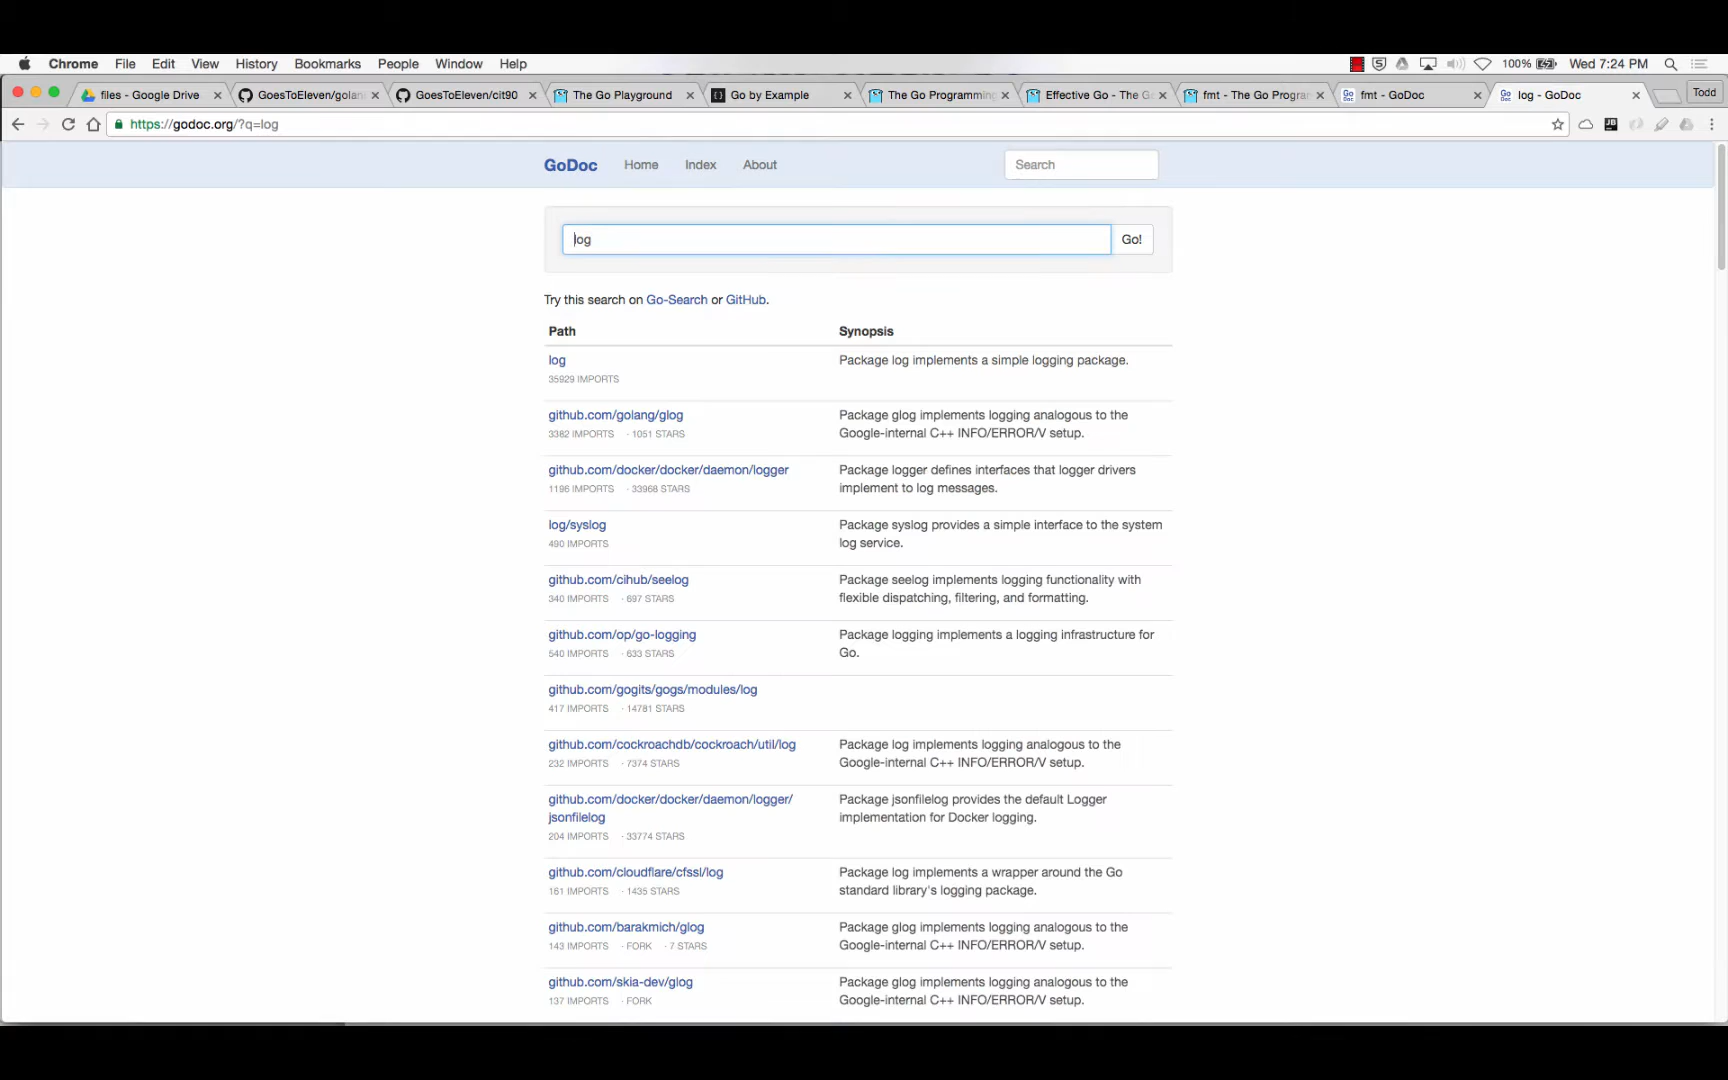 Chrome File Edit View History Bookmarks People Window Help 100% Wed 7:24 PM
files - Google Drive GoesToEleven/golan GoesToEleven/cit90 The Go Playground Go by Example The Go Programmin Effective Go - The G fmt - The Go Progra fmt - GoDoc log - GoDoc Todd
https://godoc.org/?q=log
GoDoc Home Index About Search
log Go!
Try this search on Go-Search or GitHub.
Path Synopsis
log Package log implements a simple logging package.
35929 IMPORTS
github.com/golang/glog Package glog implements logging analogous to the
3382 IMPORTS · 1051 STARS Google-internal C++ INFO/ERROR/V setup.
github.com/docker/docker/daemon/logger Package logger defines interfaces that logger drivers
1196 IMPORTS · 33968 STARS implement to log messages.
log/syslog Package syslog provides a simple interface to the system
490 IMPORTS log service.
github.com/cihub/seelog Package seelog implements logging functionality with
340 IMPORTS · 697 STARS flexible dispatching, filtering, and formatting.
github.com/op/go-logging Package logging implements a logging infrastructure for
540 IMPORTS · 633 STARS Go.
github.com/gogits/gogs/modules/log
417 IMPORTS · 14781 STARS
github.com/cockroachdb/cockroach/util/log Package log implements logging analogous to the
232 IMPORTS · 7374 STARS Google-internal C++ INFO/ERROR/V setup.
github.com/docker/docker/daemon/logger/ Package jsonfilelog provides the default Logger
jsonfilelog implementation for Docker logging.
204 IMPORTS · 33774 STARS
github.com/cloudflare/cfssl/log Package log implements a wrapper around the Go
161 IMPORTS · 1435 STARS standard library's logging package.
github.com/barakmich/glog Package glog implements logging analogous to the
143 IMPORTS · FORK · 7 STARS Google-internal C++ INFO/ERROR/V setup.
github.com/skia-dev/glog Package glog implements logging analogous to the
137 IMPORTS · FORK Google-internal C++ INFO/ERROR/V setup.